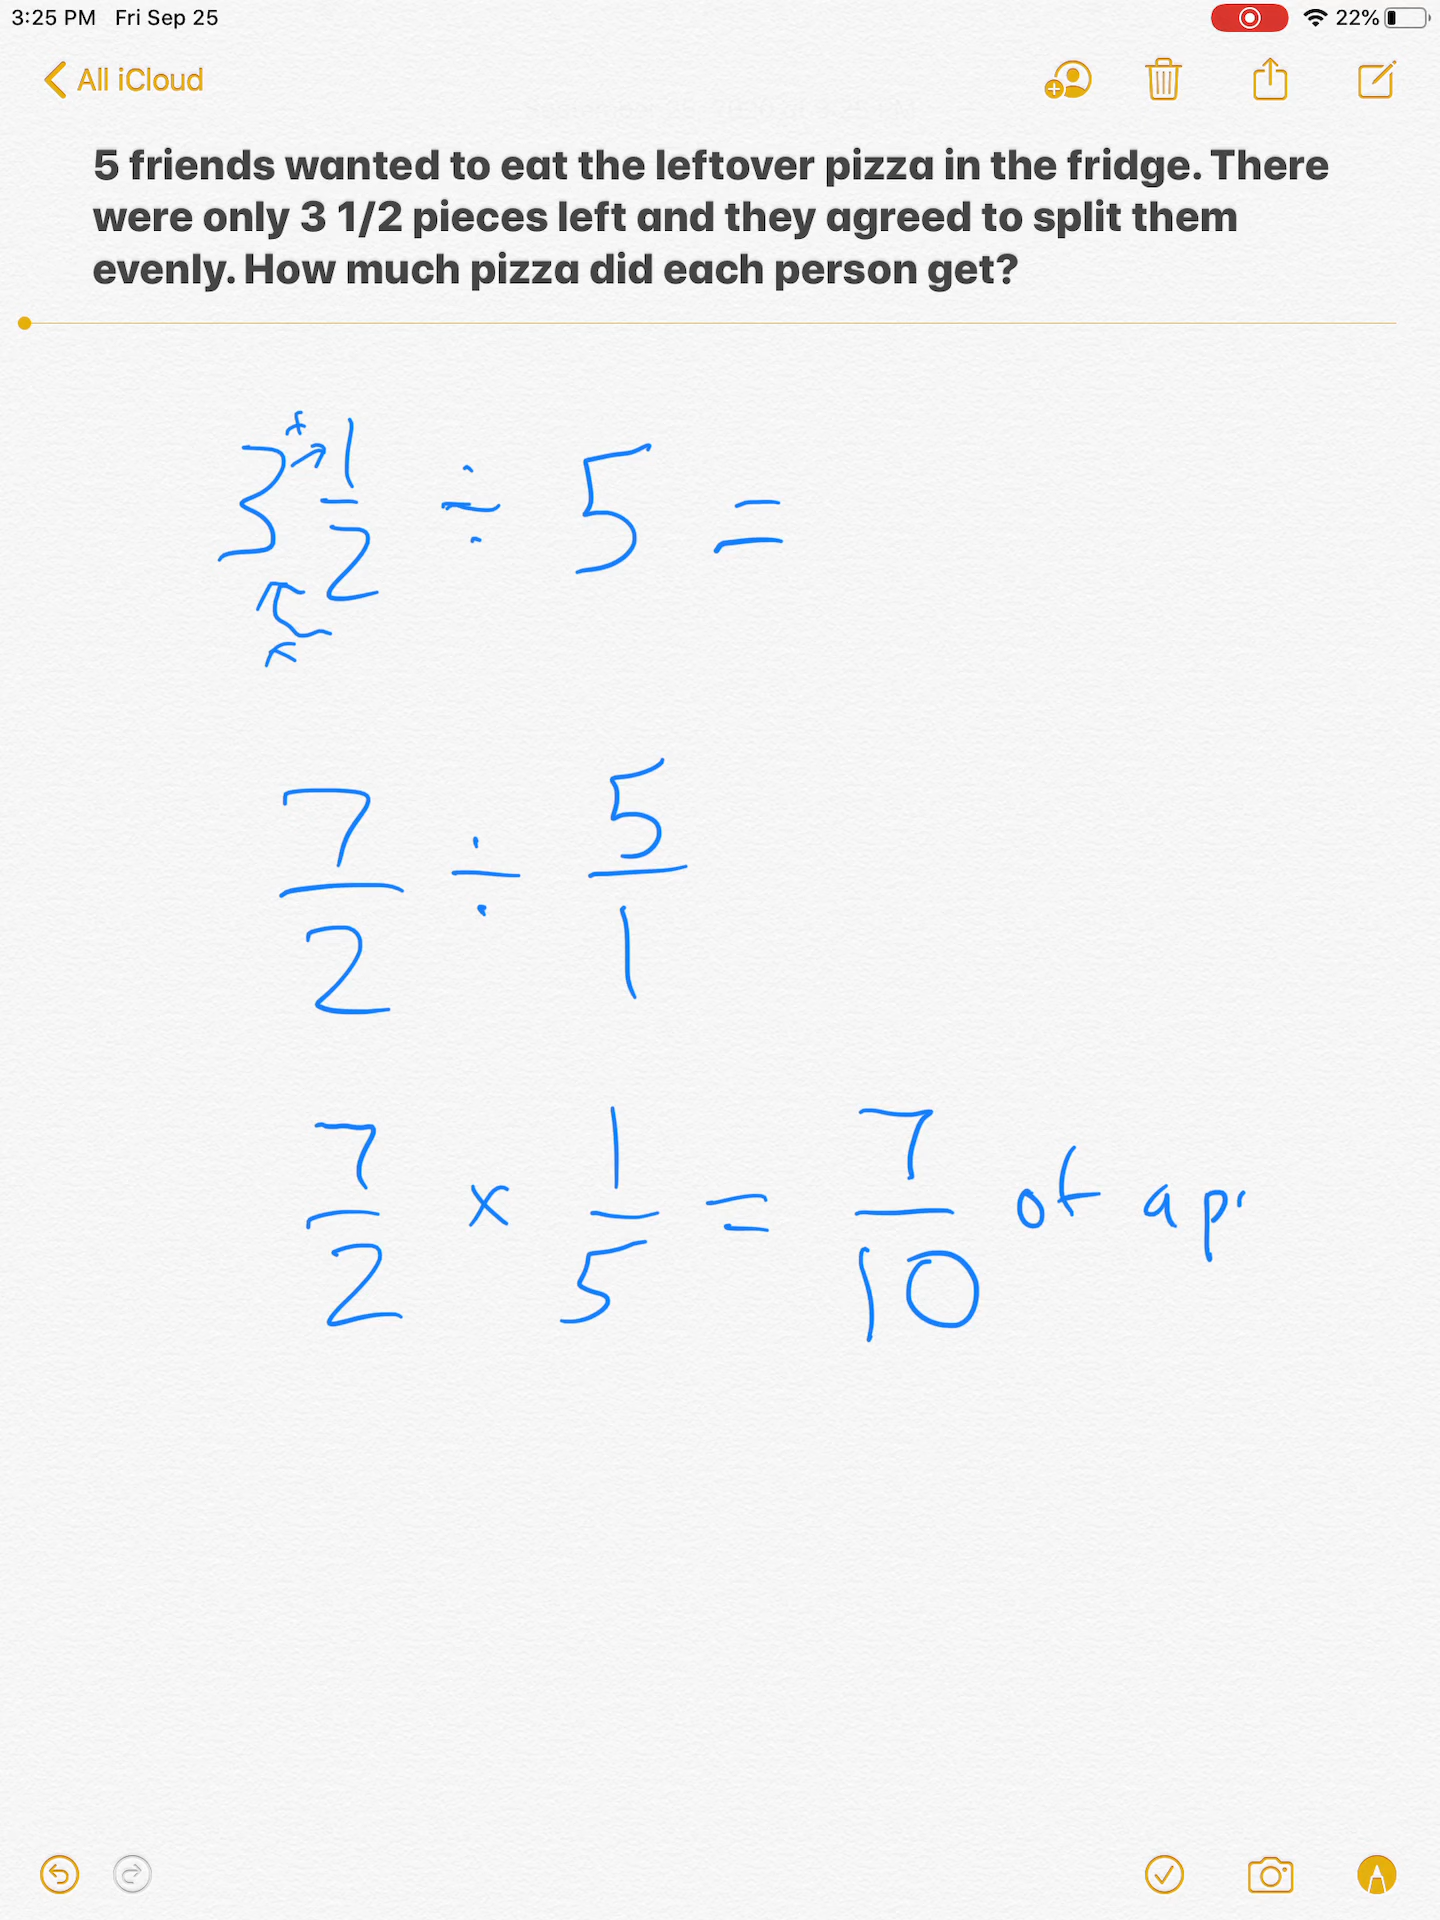 3:25 PM Fri Sep 25 22%
All iCloud
5 friends wanted to eat the leftover pizza in the fridge. There
were only 3 1/2 pieces left and they agreed to split them
evenly. How much pizza did each person get?
3 1/2 ÷ 5 =
7/2 ÷ 5/1
7/2 x 1/5 = 7/10 of a